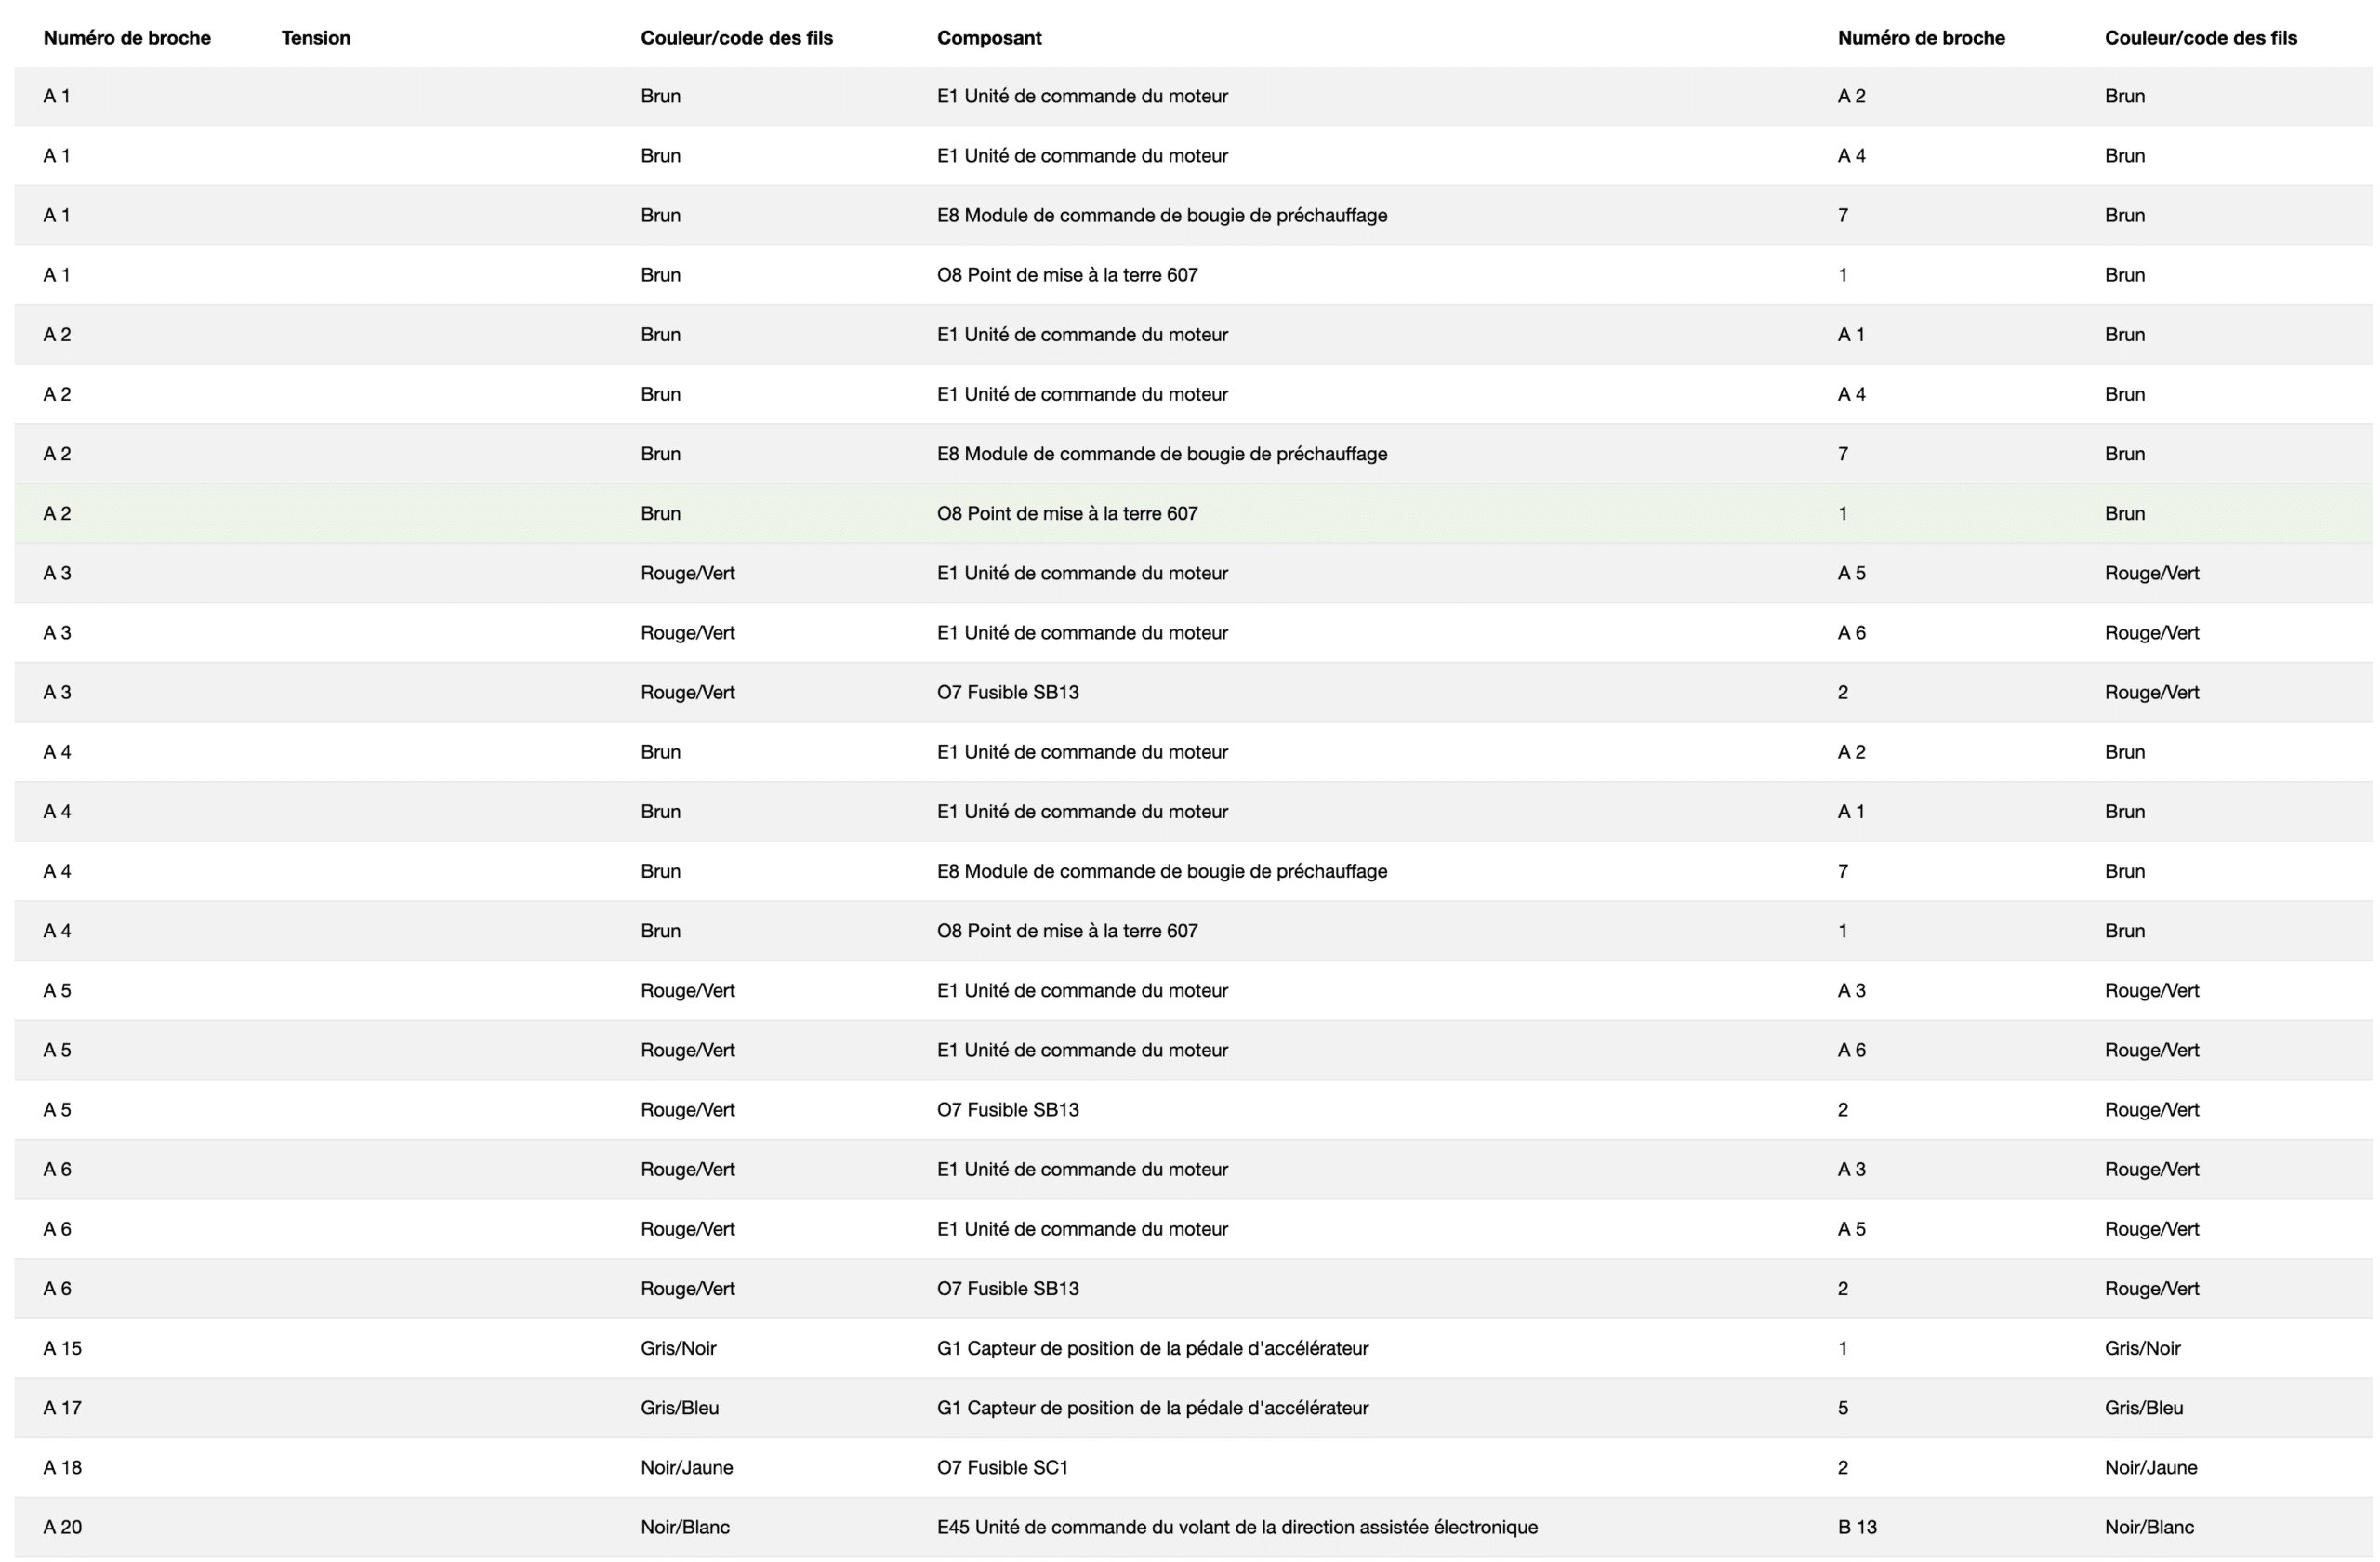 Numéro de broche Tension Couleur/code des fils Composant Numéro de broche Couleur/code des fils
A 1 Brun E1 Unité de commande du moteur A 2 Brun
A 1 Brun E1 Unité de commande du moteur A 4 Brun
A 1 Brun E8 Module de commande de bougie de préchauffage 7 Brun
A 1 Brun O8 Point de mise à la terre 607 1 Brun
A 2 Brun E1 Unité de commande du moteur A 1 Brun
A 2 Brun E1 Unité de commande du moteur A 4 Brun
A 2 Brun E8 Module de commande de bougie de préchauffage 7 Brun
A 2 Brun O8 Point de mise à la terre 607 1 Brun
A 3 Rouge/Vert E1 Unité de commande du moteur A 5 Rouge/Vert
A 3 Rouge/Vert E1 Unité de commande du moteur A 6 Rouge/Vert
A 3 Rouge/Vert O7 Fusible SB13 2 Rouge/Vert
A 4 Brun E1 Unité de commande du moteur A 2 Brun
A 4 Brun E1 Unité de commande du moteur A 1 Brun
A 4 Brun E8 Module de commande de bougie de préchauffage 7 Brun
A 4 Brun O8 Point de mise à la terre 607 1 Brun
A 5 Rouge/Vert E1 Unité de commande du moteur A 3 Rouge/Vert
A 5 Rouge/Vert E1 Unité de commande du moteur A 6 Rouge/Vert
A 5 Rouge/Vert O7 Fusible SB13 2 Rouge/Vert
A 6 Rouge/Vert E1 Unité de commande du moteur A 3 Rouge/Vert
A 6 Rouge/Vert E1 Unité de commande du moteur A 5 Rouge/Vert
A 6 Rouge/Vert O7 Fusible SB13 2 Rouge/Vert
A 15 Gris/Noir G1 Capteur de position de la pédale d'accélérateur 1 Gris/Noir
A 17 Gris/Bleu G1 Capteur de position de la pédale d'accélérateur 5 Gris/Bleu
A 18 Noir/Jaune O7 Fusible SC1 2 Noir/Jaune
A 20 Noir/Blanc E45 Unité de commande du volant de la direction assistée électronique B 13 Noir/Blanc